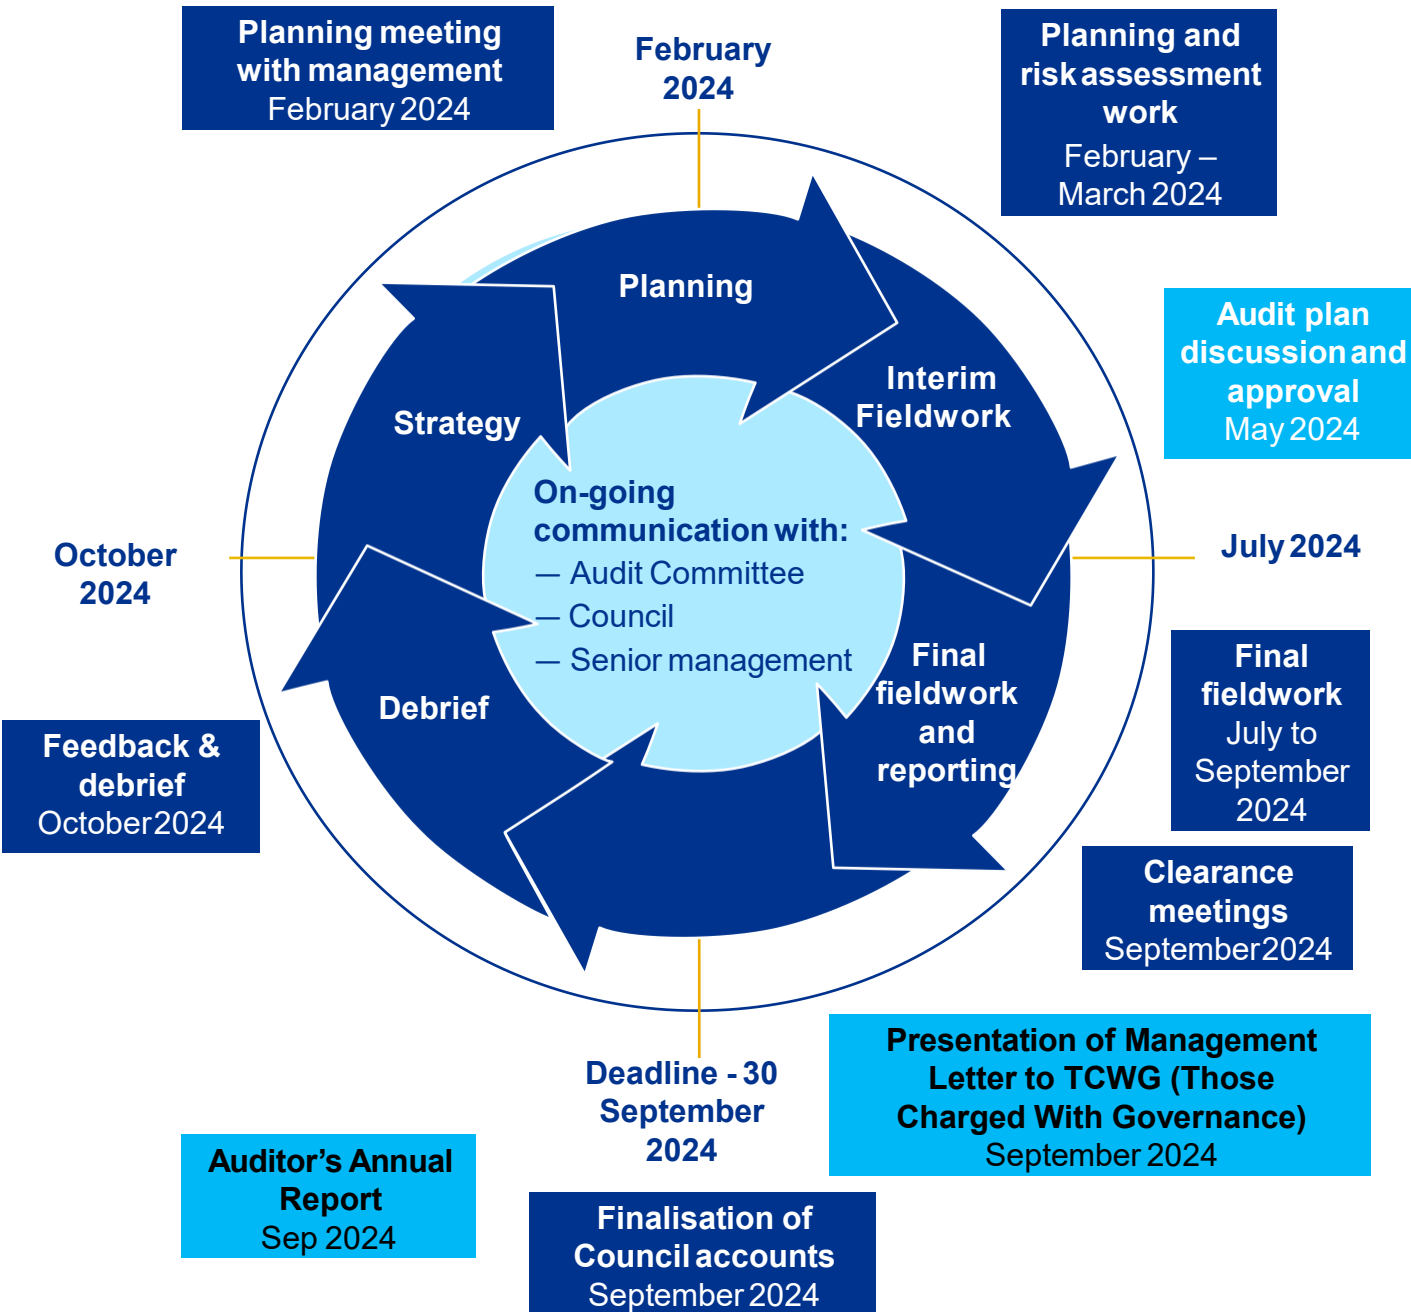 Planning meeting
with management
February 2024
February
2024
Planning and
risk assessment
work
February –
March 2024
Planning
Audit plan
discussion and
approval
May 2024
Interim
Fieldwork
Strategy
On-going
communication with:
— Audit Committee
— Council
— Senior management
October
2024
July 2024
Final
fieldwork
and
reporting
Final
fieldwork
July to
September
2024
Debrief
Feedback &
debrief
October 2024
Clearance
meetings
September 2024
Presentation of Management
Letter to TCWG (Those
Charged With Governance)
September 2024
Deadline - 30
September
2024
Auditor’s Annual
Report
Sep 2024
Finalisation of
Council accounts
September 2024